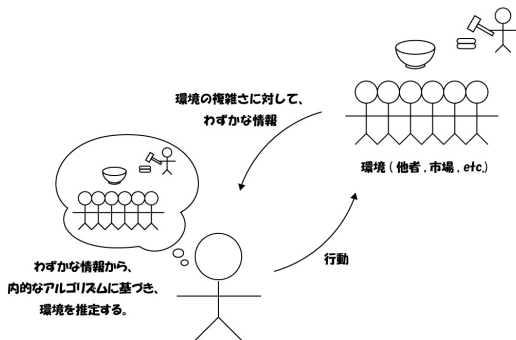 環境の複雑さに対して、
わずかな情報
環境 ( 他者 , 市場 , etc.)
わずかな情報から、
内的なアルゴリズムに基づき、
環境を推定する。
行動